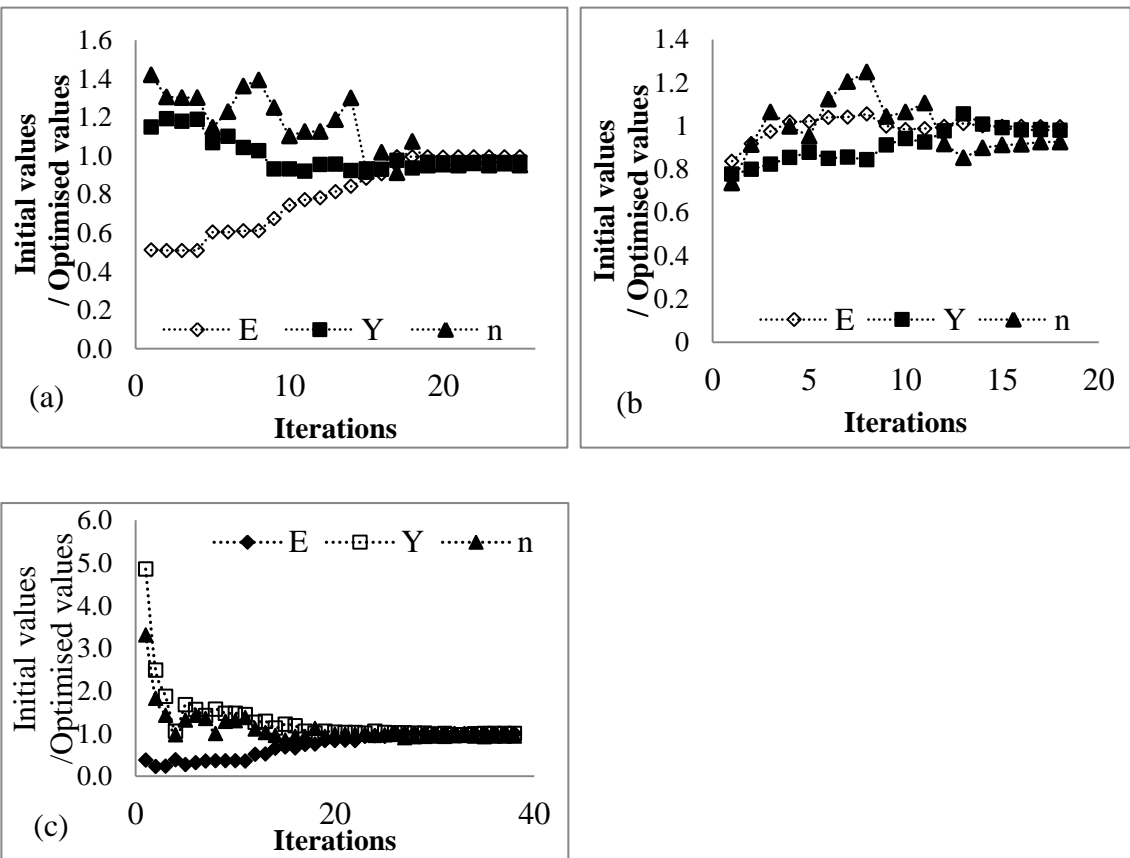 1.6
1.4
1.2
1.0
0.8
0.6
0.4
0.2
0.0
Initial values
/ Optimised values
E Y n
0 10 20
(a)
Iterations
1.4
1.2
1
0.8
0.6
0.4
0.2
0
Initial values
/ Optimised values
E Y n
0 5 10 15 20
(b
Iterations
6.0
5.0
4.0
3.0
2.0
1.0
0.0
Initial values
/Optimised values
E Y n
0 20 40
(c)
Iterations